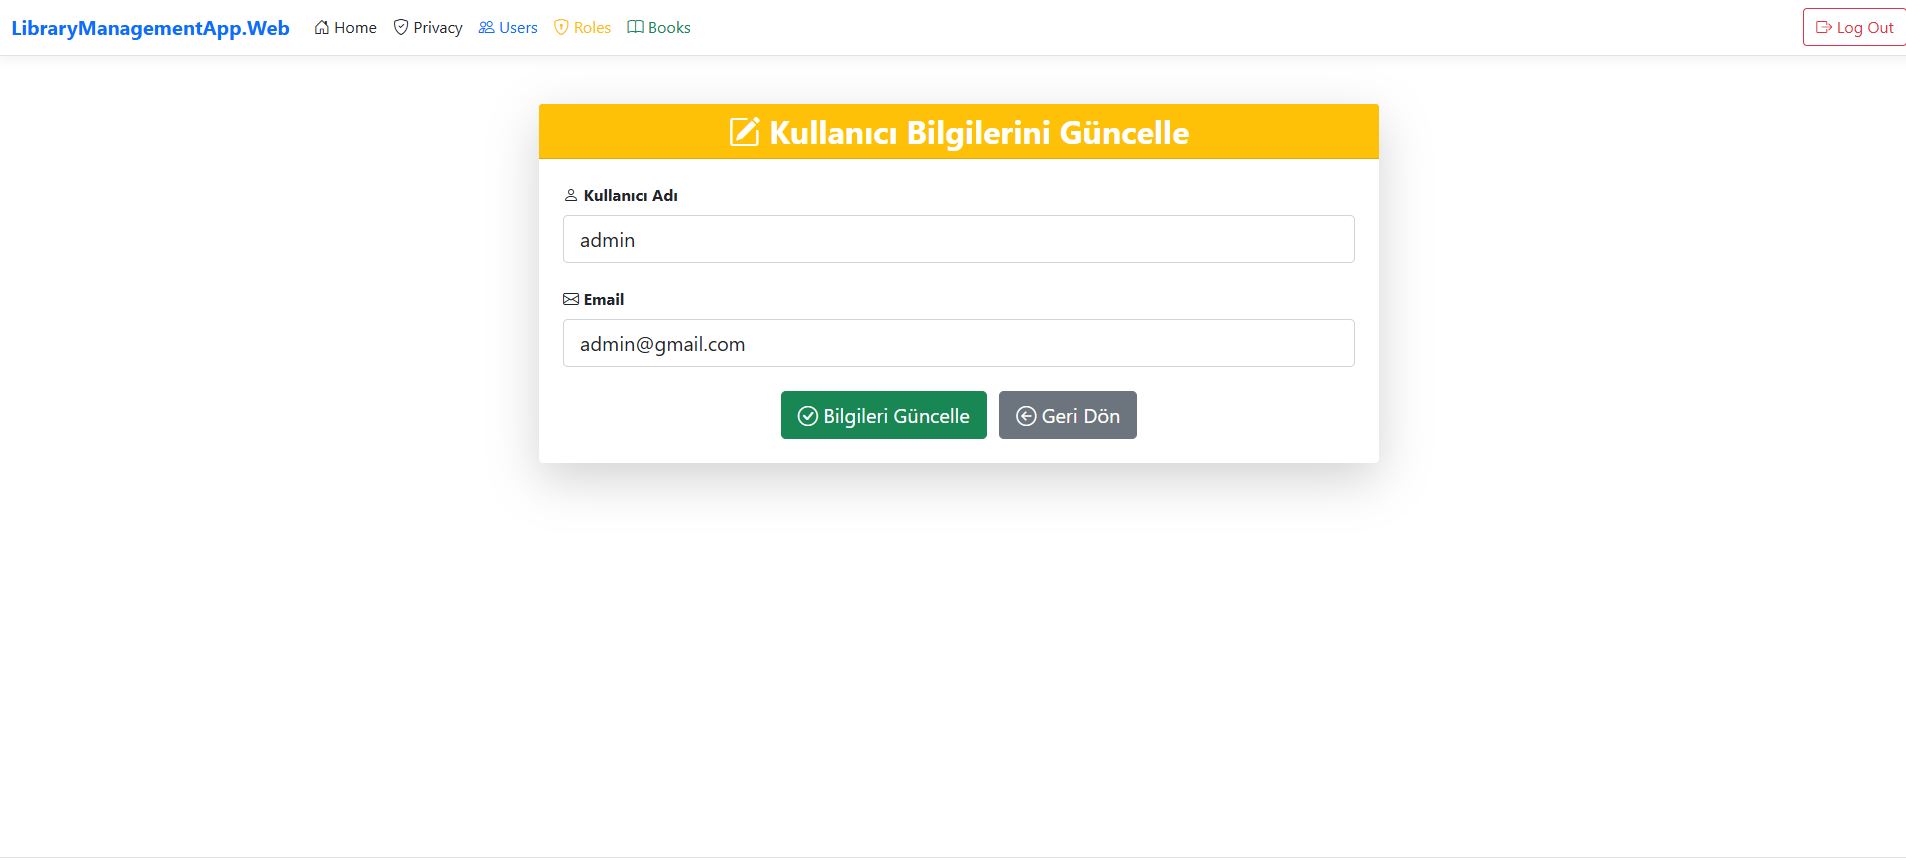 LibraryManagementApp.Web Home Privacy Users Roles Books Log Out
Kullanıcı Bilgilerini Güncelle
Kullanıcı Adı
admin
Email
admin@gmail.com
Bilgileri Güncelle Geri Dön